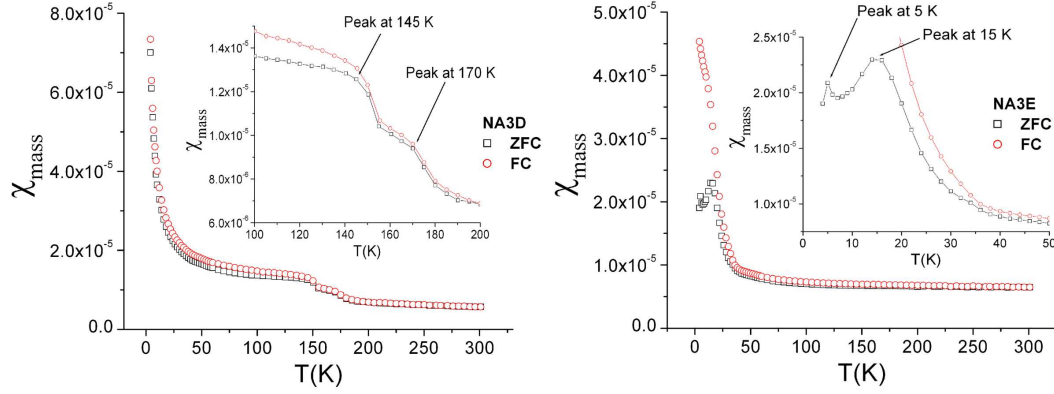 8.0x10⁻⁵
6.0x10⁻⁵
4.0x10⁻⁵
2.0x10⁻⁵
0.0
χmass
0 50 100 150 200 250 300
T(K)
Peak at 145 K
Peak at 170 K
1.4x10⁻⁵
1.2x10⁻⁵
1.0x10⁻⁵
8.0x10⁻⁶
6.0x10⁻⁶
χmass
100 110 120 130 140 150 160 170 180 190 200
T(K)
NA3D
ZFC
FC
5.0x10⁻⁵
4.0x10⁻⁵
3.0x10⁻⁵
2.0x10⁻⁵
1.0x10⁻⁵
0.0
χmass
0 50 100 150 200 250 300
T(K)
Peak at 5 K
Peak at 15 K
2.5x10⁻⁵
2.0x10⁻⁵
1.5x10⁻⁵
1.0x10⁻⁵
χmass
0 10 20 30 40 50
T(K)
NA3E
ZFC
FC